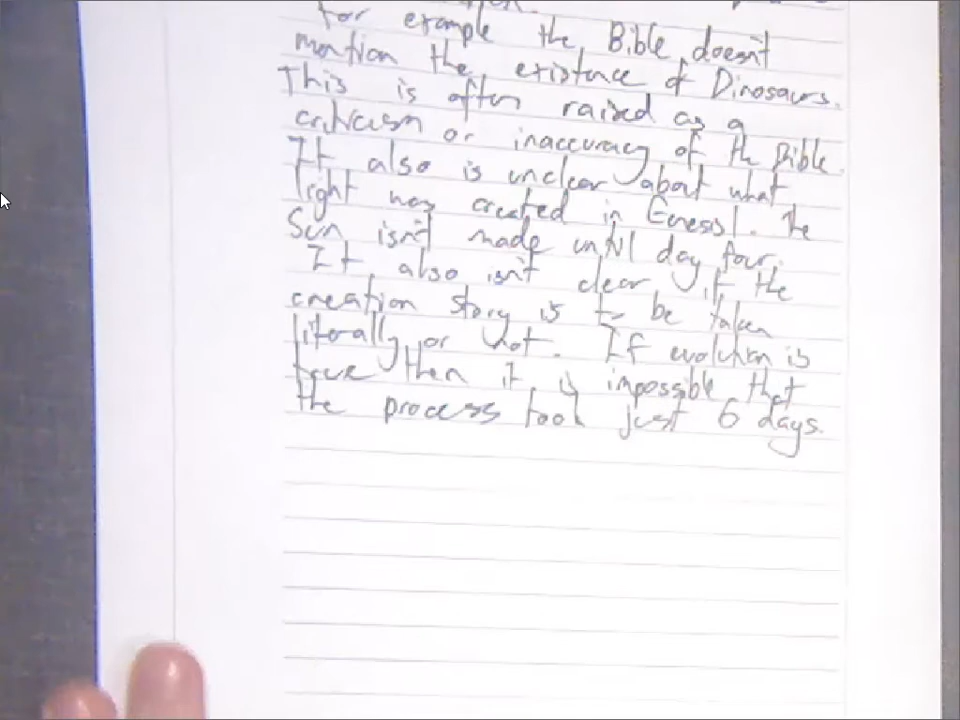 For example the Bible doesn't
mention the existence of Dinosaurs.
This is often raised as a
criticism or inaccuracy of the Bible.
It also is unclear about what
light was created in Genesis 1. The
Sun isn't made until day four.
It also isn't clear if the
creation story is to be taken
literally or not. If evolution is
true then it is impossible that
the process took just 6 days.